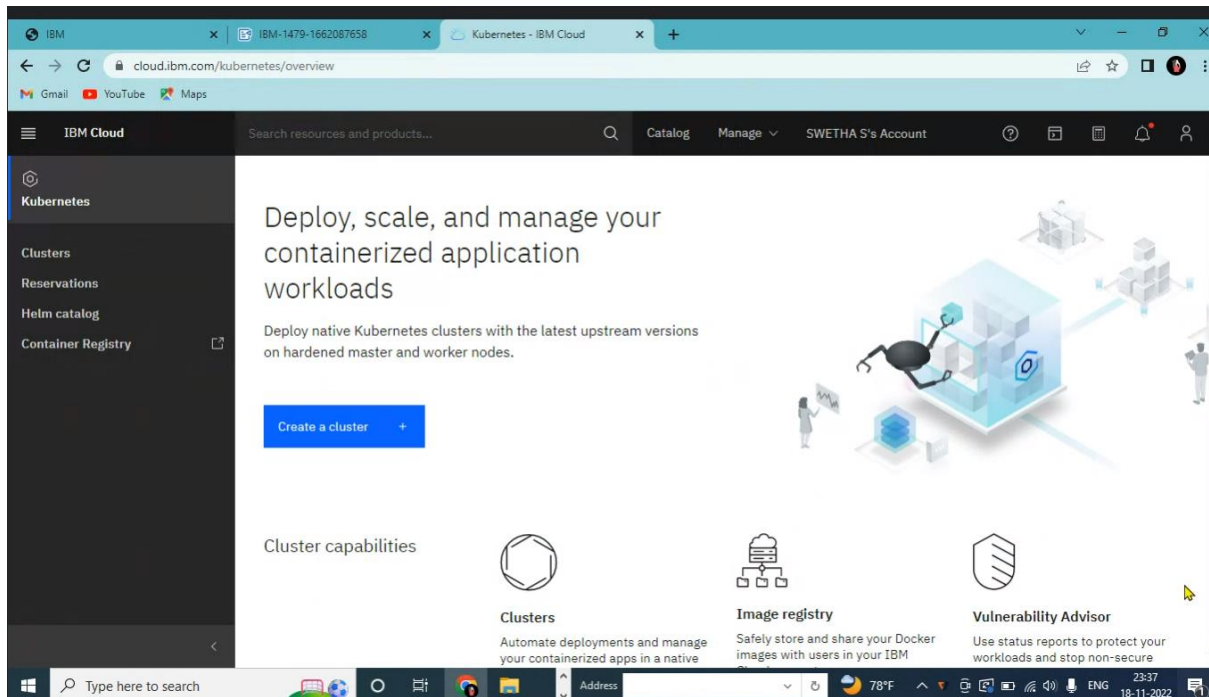 IBM
IBM-1479-1662087658
Kubernetes - IBM Cloud
cloud.ibm.com/kubernetes/overview
Gmail
YouTube
Maps
IBM Cloud
Search resources and products...
Catalog
Manage
SWETHA S's Account
Kubernetes
Clusters
Reservations
Helm catalog
Container Registry
Deploy, scale, and manage your
containerized application
workloads
Deploy native Kubernetes clusters with the latest upstream versions
on hardened master and worker nodes.
Create a cluster +
Cluster capabilities
Clusters
Automate deployments and manage
your containerized apps in a native
Image registry
Safely store and share your Docker
images with users in your IBM
Vulnerability Advisor
Use status reports to protect your
workloads and stop non-secure
Type here to search
Address
78°F
ENG
23:37
18-11-2022